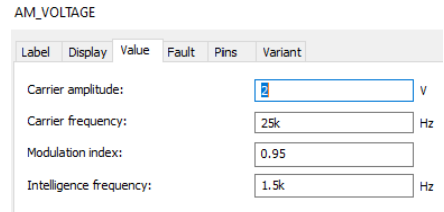 AM_VOLTAGE
Label Display Value Fault Pins Variant
Carrier amplitude: 2 V
Carrier frequency: 25k Hz
Modulation index: 0.95
Intelligence frequency: 1.5k Hz